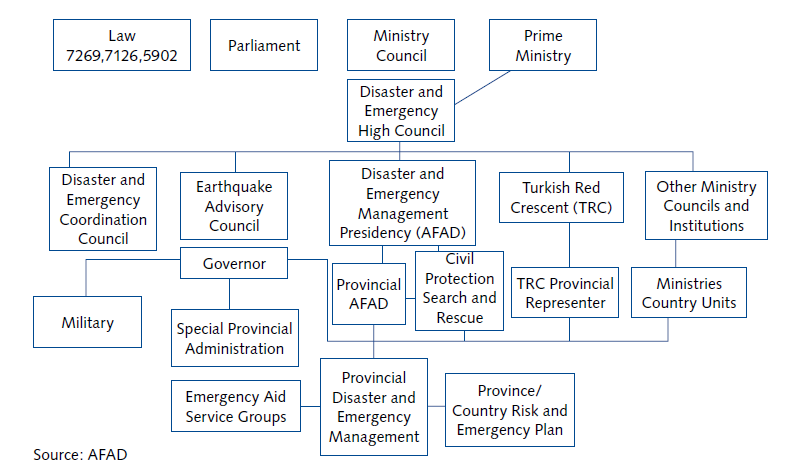 Law
7269,7126,5902
Parliament
Ministry
Council
Prime
Ministry
Disaster and
Emergency
High Council
Disaster and
Emergency
Coordination
Council
Earthquake
Advisory
Council
Disaster and
Emergency
Management
Presidency (AFAD)
Turkish Red
Crescent (TRC)
Other Ministry
Councils and
Institutions
Governor
Military
Special Provincial
Administration
Provincial
AFAD
Civil
Protection
Search and
Rescue
TRC Provincial
Representer
Ministries
Country Units
Emergency Aid
Service Groups
Provincial
Disaster and
Emergency
Management
Province/
Country Risk and
Emergency Plan
Source: AFAD